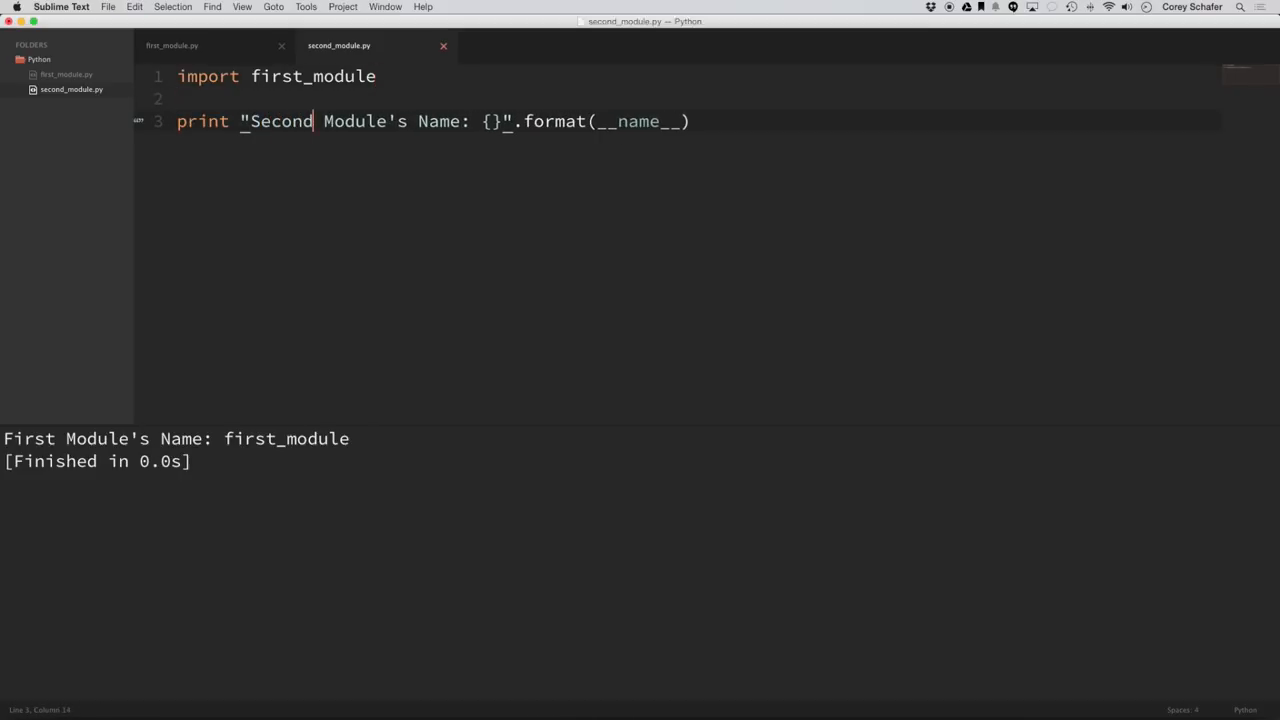 Sublime Text File Edit Selection Find View Goto Tools Project Window Help Corey Schafer
second_module.py — Python
FOLDERS
Python
first_module.py
second_module.py
first_module.py second_module.py
1 import first_module
2
3 print "Second Module's Name: {}".format(__name__)
First Module's Name: first_module
[Finished in 0.0s]
Line 3, Column 14 Spaces: 4 Python